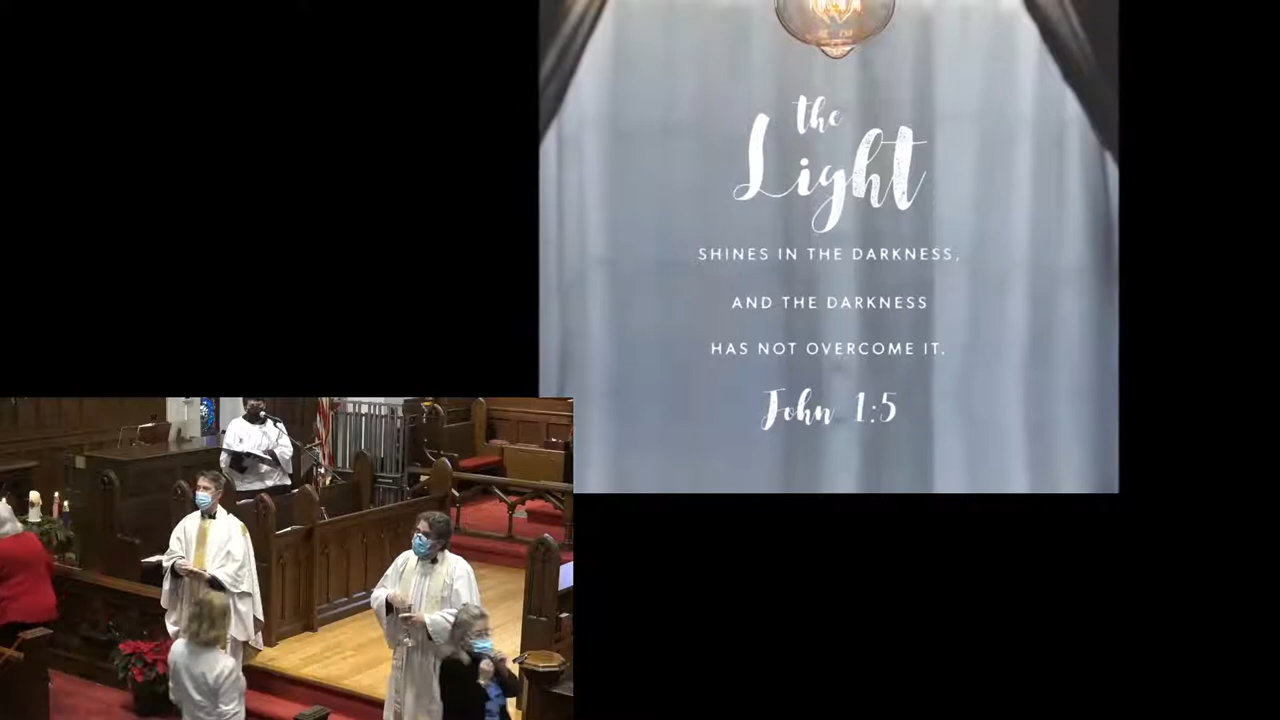 the
Light
SHINES IN THE DARKNESS,
AND THE DARKNESS
HAS NOT OVERCOME IT.
John 1:5